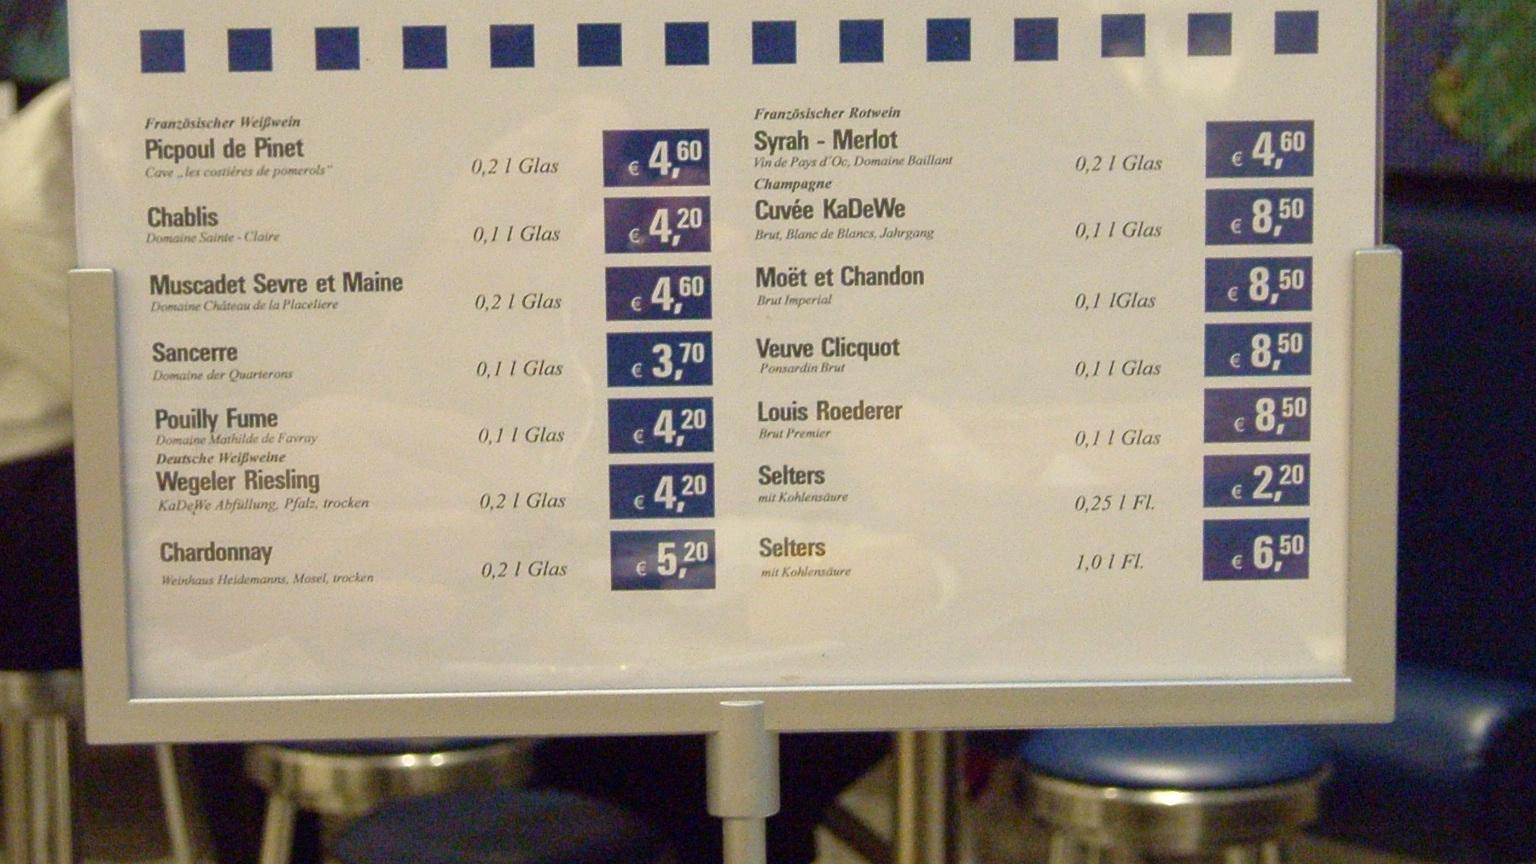 Französischer Weißwein
Picpoul de Pinet 0,2 l Glas € 4,60
Cave „les costiéres de pomerols"
Chablis 0,1 l Glas € 4,20
Domaine Sainte - Claire
Muscadet Sevre et Maine 0,2 l Glas € 4,60
Domaine Château de la Placeliere
Sancerre 0,1 l Glas € 3,70
Domaine der Quarterons
Pouilly Fume 0,1 l Glas € 4,20
Domaine Mathilde de Favray
Deutsche Weißweine
Wegeler Riesling 0,2 l Glas € 4,20
KaDeWe Abfüllung, Pfalz, trocken
Chardonnay 0,2 l Glas € 5,20
Weinhaus Heidemanns, Mosel, trocken
Französischer Rotwein
Syrah - Merlot 0,2 l Glas € 4,60
Vin de Pays d'Oc, Domaine Baillant
Champagne
Cuvée KaDeWe 0,1 l Glas € 8,50
Brut, Blanc de Blancs, Jahrgang
Moët et Chandon 0,1 lGlas € 8,50
Brut Imperial
Veuve Clicquot 0,1 l Glas € 8,50
Ponsardin Brut
Louis Roederer 0,1 l Glas € 8,50
Brut Premier
Selters 0,25 l Fl. € 2,20
mit Kohlensäure
Selters 1,0 l Fl. € 6,50
mit Kohlensäure